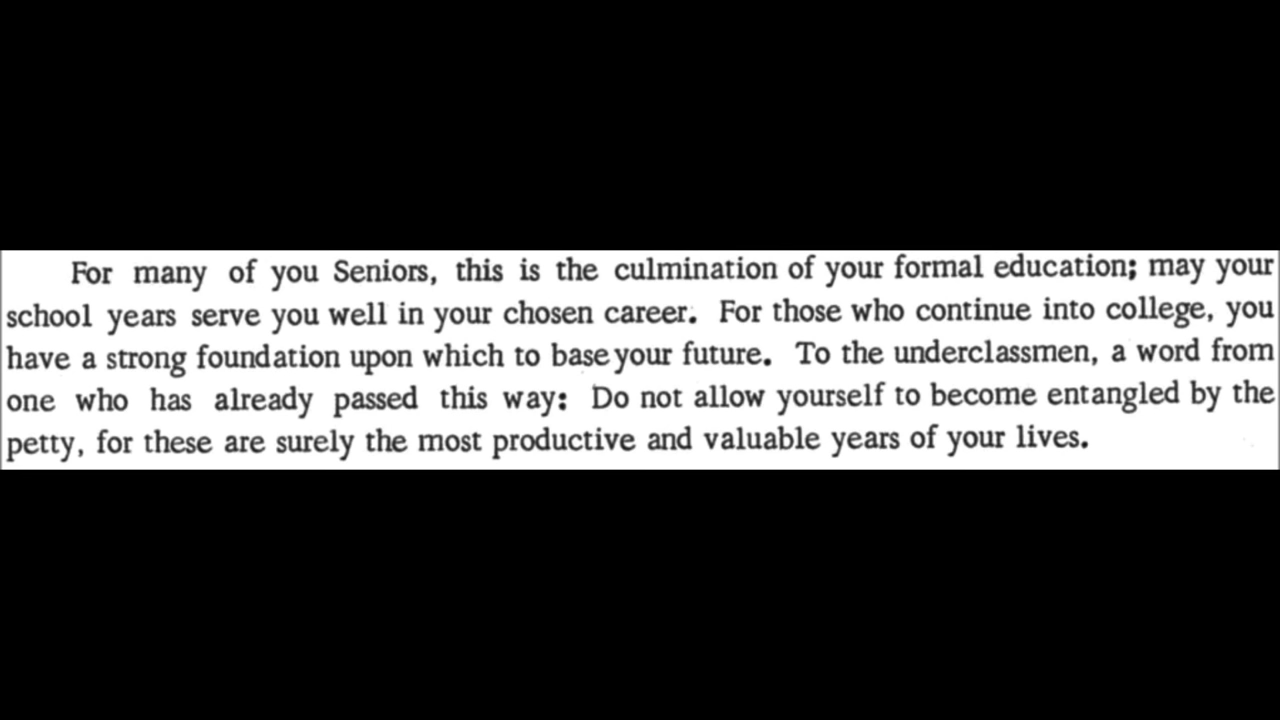 For many of you Seniors, this is the culmination of your formal education; may your
school years serve you well in your chosen career. For those who continue into college, you
have a strong foundation upon which to base your future. To the underclassmen, a word from
one who has already passed this way: Do not allow yourself to become entangled by the
petty, for these are surely the most productive and valuable years of your lives.